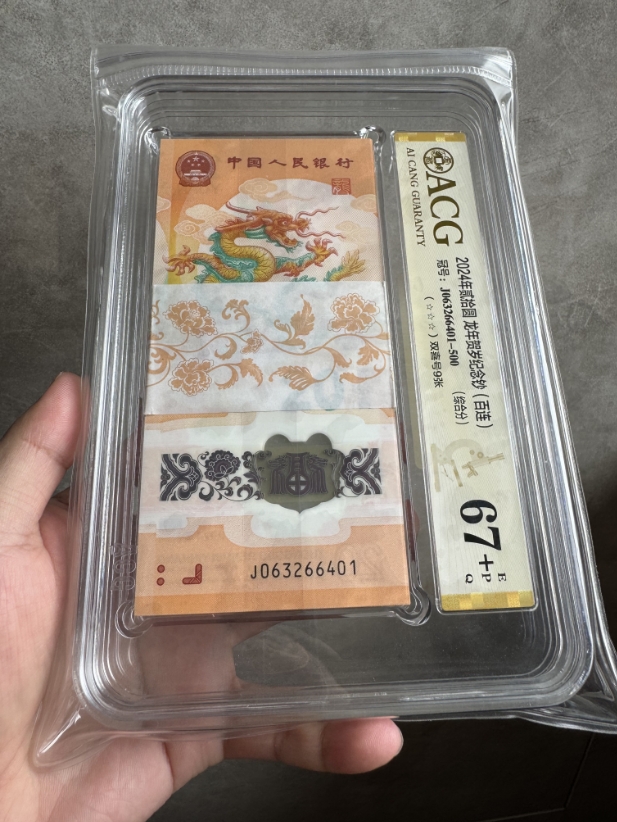 中国人民银行
J063266401
ACG
AI CANG GUARANTY
2024年贰拾圆 龙年贺岁纪念钞（百连）
冠号：J063266401-500 （综合分）
（☆☆☆）双喜号9张
67+
E
P
Q